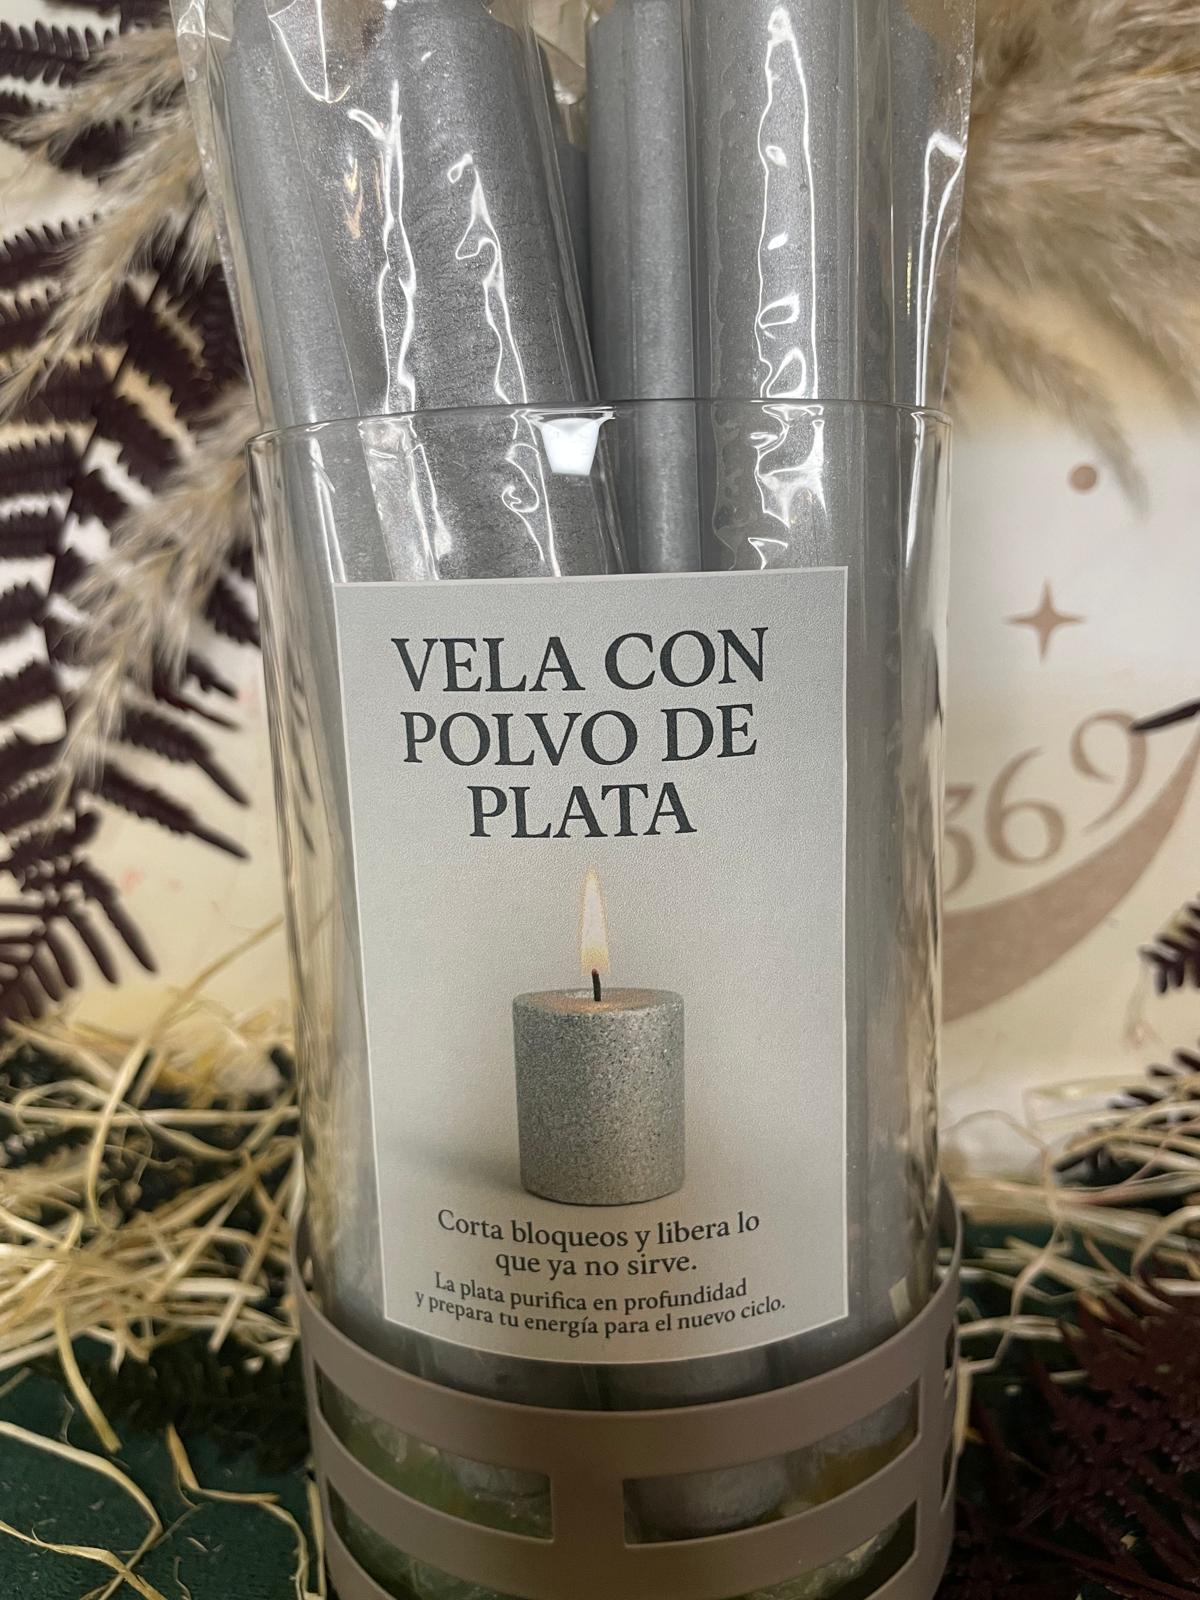 VELA CON
POLVO DE
PLATA
Corta bloqueos y libera lo
que ya no sirve.
La plata purifica en profundidad
y prepara tu energía para el nuevo ciclo.
369